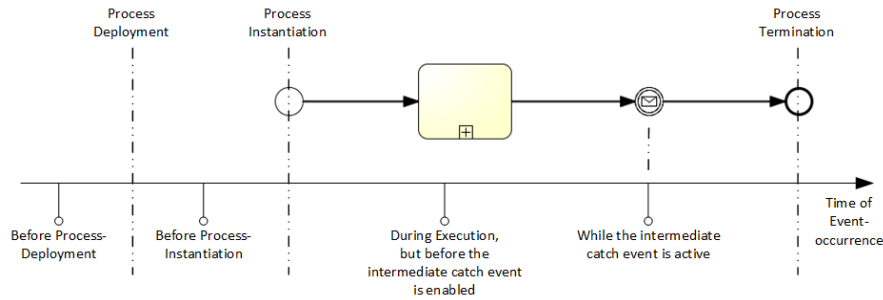 Process
Deployment
Process
Instantiation
Process
Termination
Before Process-
Deployment
Before Process-
Instantiation
During Execution,
but before the
intermediate catch event
is enabled
While the intermediate
catch event is active
Time of
Event-
occurrence